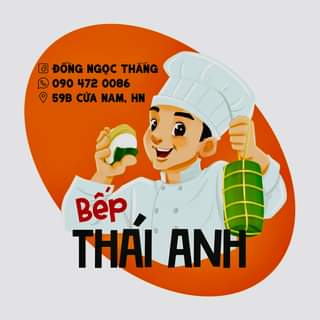 ĐỒNG NGỌC THẮNG
090 472 0086
59B CỬA NAM, HN
Bếp
THÁI ANH